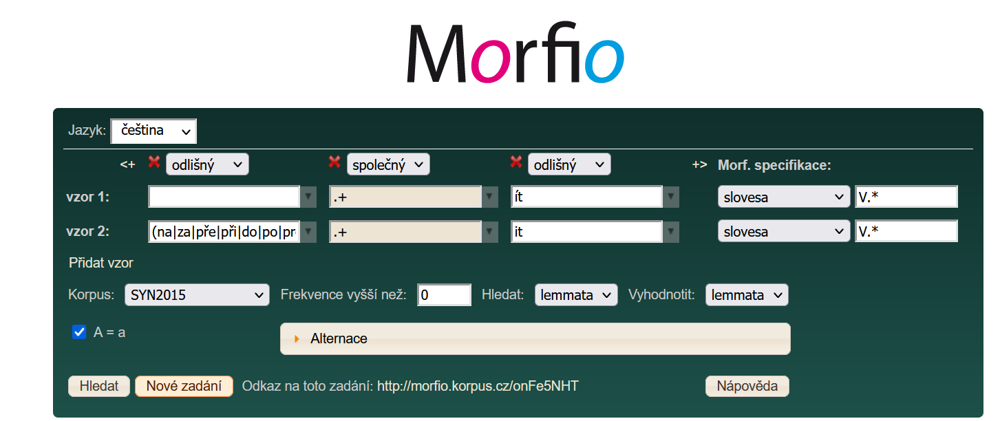 Morfio
Jazyk: čeština
<+ odlišný společný odlišný +> Morf. specifikace:
vzor 1: .+ ít slovesa V.*
vzor 2: (na|za|pře|při|do|po|pr .+ it slovesa V.*
Přidat vzor
Korpus: SYN2015 Frekvence vyšší než: 0 Hledat: lemmata Vyhodnotit: lemmata
A = a Alternace
Hledat Nové zadání Odkaz na toto zadání: http://morfio.korpus.cz/onFe5NHT Nápověda